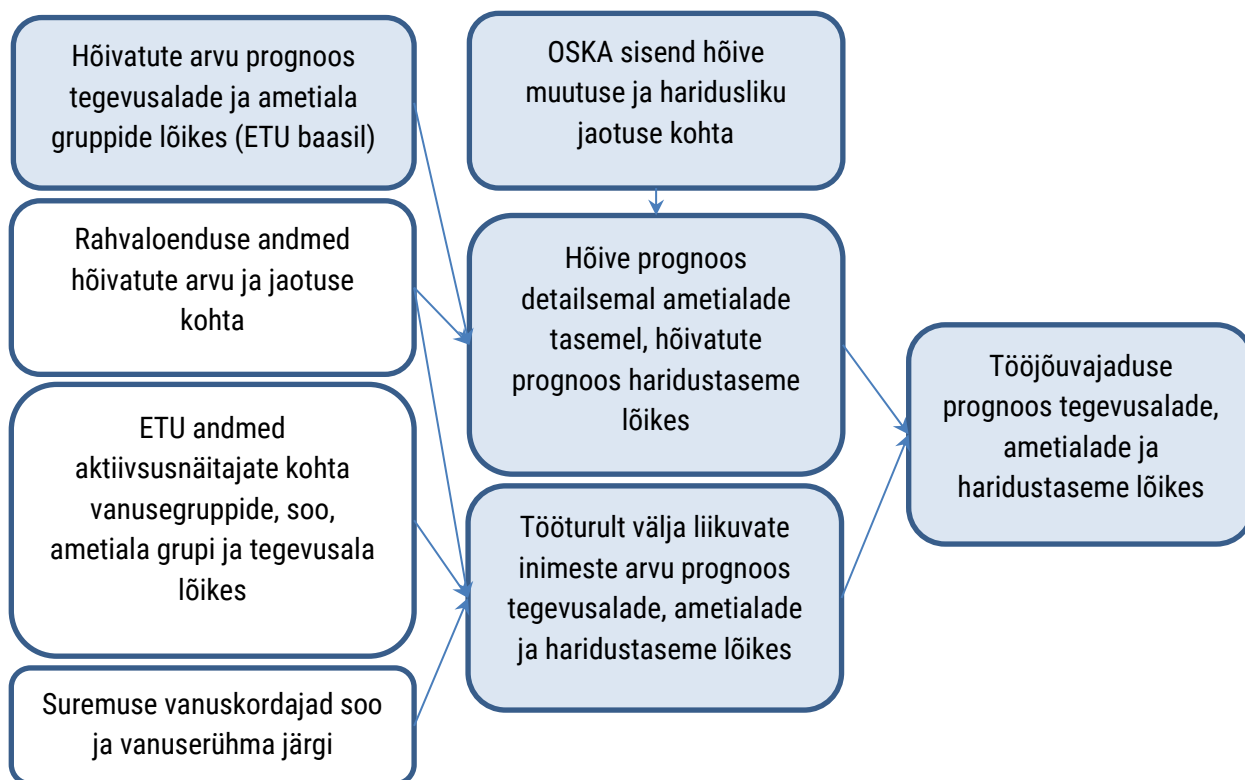 Hõivatute arvu prognoos
tegevusalade ja ametiala
gruppide lõikes (ETU baasil)
OSKA sisend hõive
muutuse ja haridusliku
jaotuse kohta
Rahvaloenduse andmed
hõivatute arvu ja jaotuse
kohta
Hõive prognoos
detailsemal ametialade
tasemel, hõivatute
prognoos haridustaseme
lõikes
ETU andmed
aktiivsusnäitajate kohta
vanusegruppide, soo,
ametiala grupi ja tegevusala
lõikes
Tööturult välja liikuvate
inimeste arvu prognoos
tegevusalade, ametialade
ja haridustaseme lõikes
Tööjõuvajaduse
prognoos tegevusalade,
ametialade ja
haridustaseme lõikes
Suremuse vanuskordajad soo
ja vanuserühma järgi